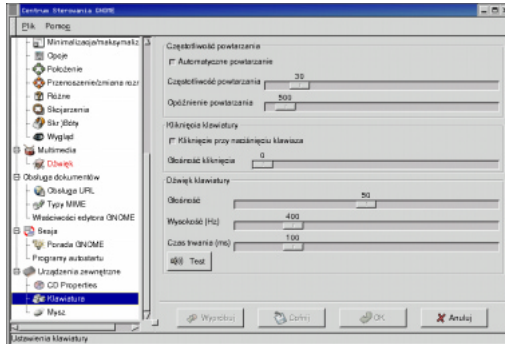 Centrum Sterowania GNOME
Plik Pomoc
Minimalizacja/maksymaliz
Opcje
Położenie
Przenoszenie/zmiana rozr
Różne
Skojarzenia
Skróty
Wygląd
Multimedia
Dźwięk
Obsługa dokumentów
Obsługa URL
Typy MIME
Właściwości edytora GNOME
Sesja
Porada GNOME
Programy autostartu
Urządzenia zewnętrzne
CD Properties
Klawiatura
Mysz
Częstotliwość powtarzania
Automatyczne powtarzanie
30
Częstotliwość powtarzania
500
Opóźnienie powtarzania
Kliknięcia klawiatury
Kliknięcie przy naciśnięciu klawisza
0
Głośność kliknięcia
Dźwięk klawiatury
50
Głośność
400
Wysokość (Hz)
100
Czas trwania (ms)
Test
Wypróbuj Cofnij OK Anuluj
Ustawienia klawiatury